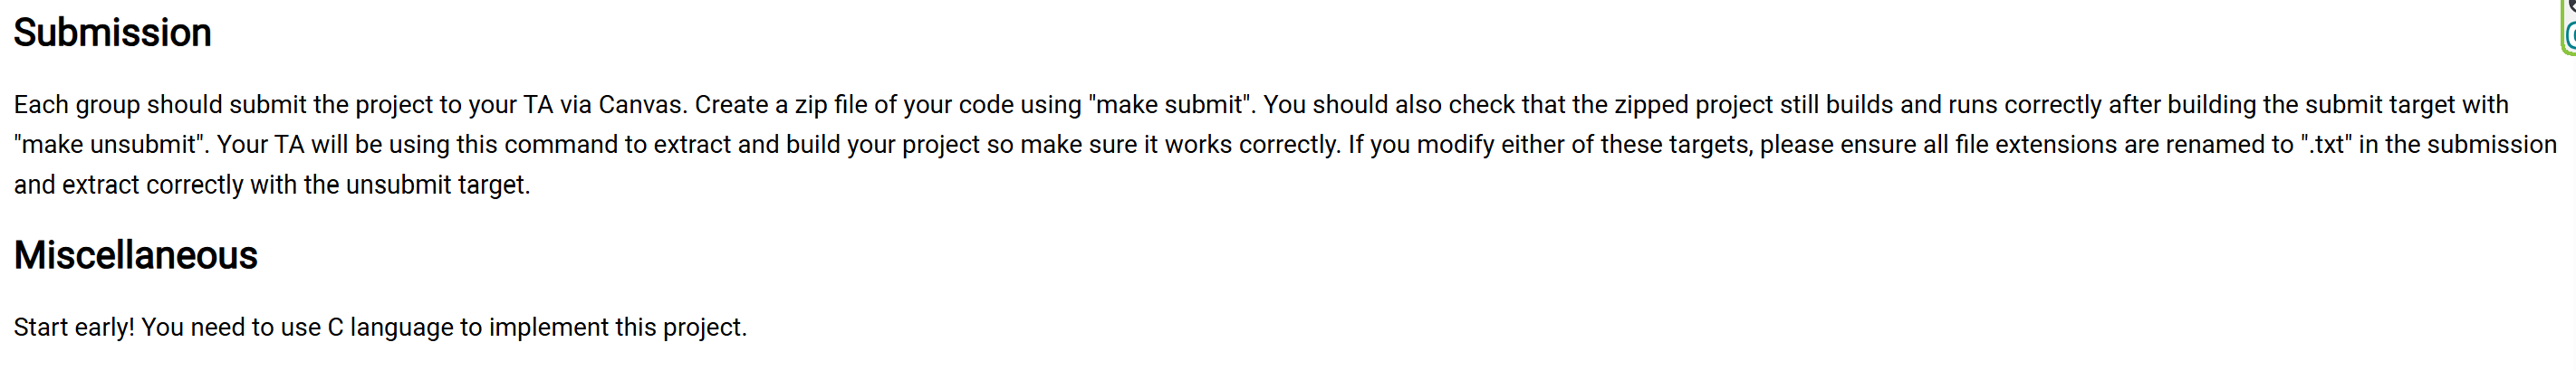 Submission
Each group should submit the project to your TA via Canvas. Create a zip file of your code using "make submit". You should also check that the zipped project still builds and runs correctly after building the submit target with
"make unsubmit". Your TA will be using this command to extract and build your project so make sure it works correctly. If you modify either of these targets, please ensure all file extensions are renamed to ".txt" in the submission
and extract correctly with the unsubmit target.
Miscellaneous
Start early! You need to use C language to implement this project.